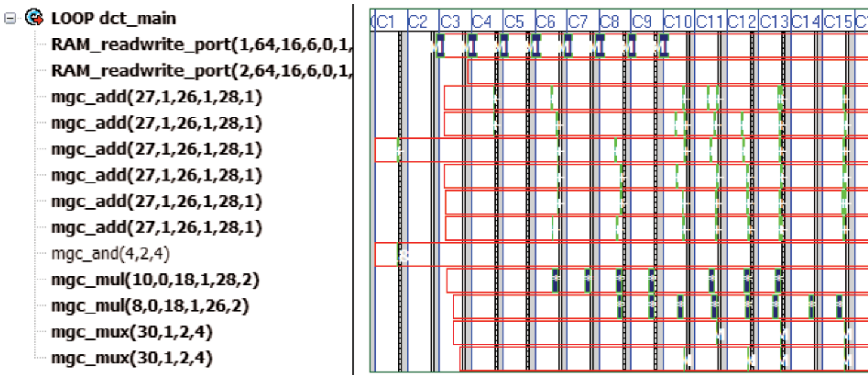 LOOP dct_main
C1 C2 C3 C4 C5 C6 C7 C8 C9 C10 C11 C12 C13 C14 C15
RAM_readwrite_port(1,64,16,6,0,1,
RAM_readwrite_port(2,64,16,6,0,1,
mgc_add(27,1,26,1,28,1)
mgc_add(27,1,26,1,28,1)
mgc_add(27,1,26,1,28,1)
mgc_add(27,1,26,1,28,1)
mgc_add(27,1,26,1,28,1)
mgc_add(27,1,26,1,28,1)
mgc_and(4,2,4)
mgc_mul(10,0,18,1,28,2)
mgc_mul(8,0,18,1,26,2)
mgc_mux(30,1,2,4)
mgc_mux(30,1,2,4)